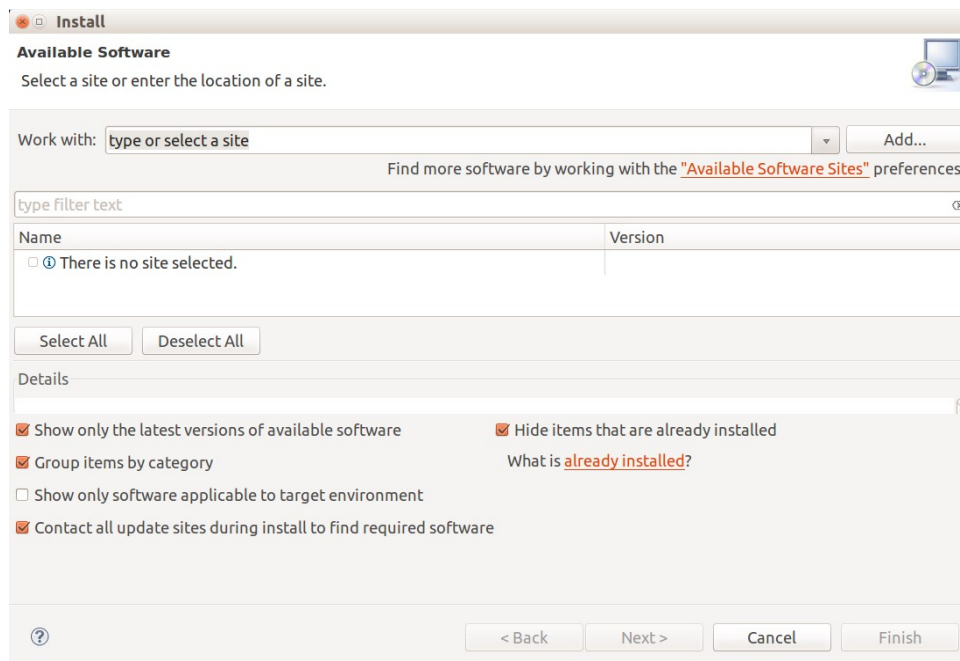 Install
Available Software
Select a site or enter the location of a site.
Work with: type or select a site Add...
Find more software by working with the "Available Software Sites" preferences
type filter text
Name Version
There is no site selected.
Select All Deselect All
Details
Show only the latest versions of available software Hide items that are already installed
Group items by category What is already installed?
Show only software applicable to target environment
Contact all update sites during install to find required software
? < Back Next > Cancel Finish